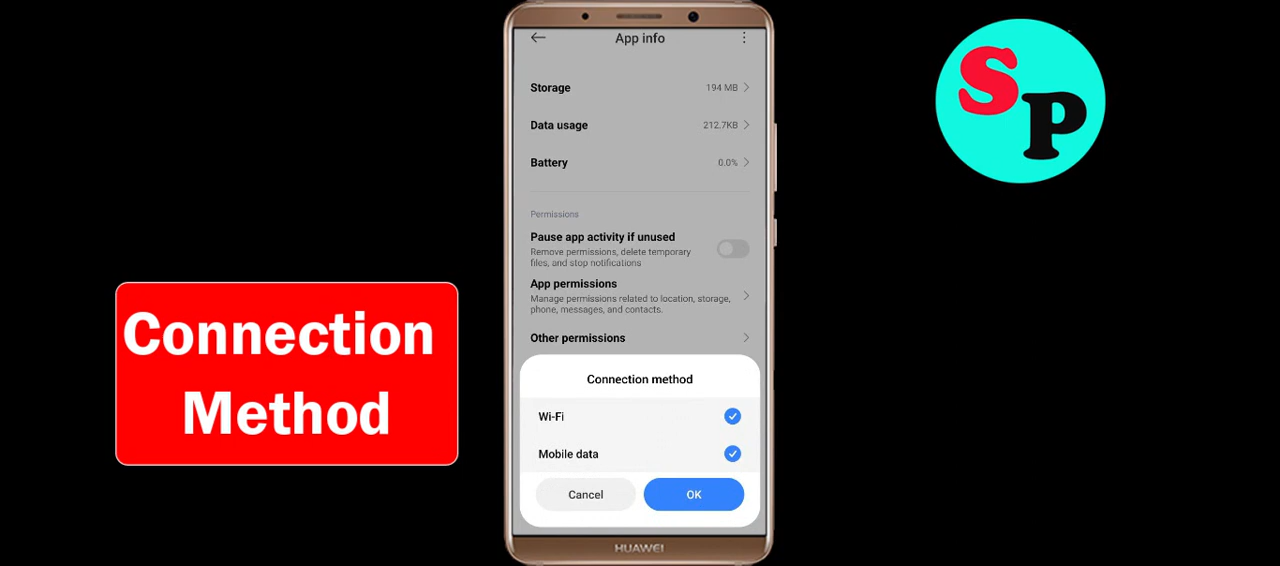 App info
Storage
194 MB
Data usage
212.7KB
Battery
0.0%
Permissions
Pause app activity if unused
Remove permissions, delete temporary
files, and stop notifications
App permissions
Manage permissions related to location, storage,
phone, messages, and contacts.
Other permissions
Connection method
Wi-Fi
Mobile data
Cancel
OK
HUAWEI
Connection
Method
SP